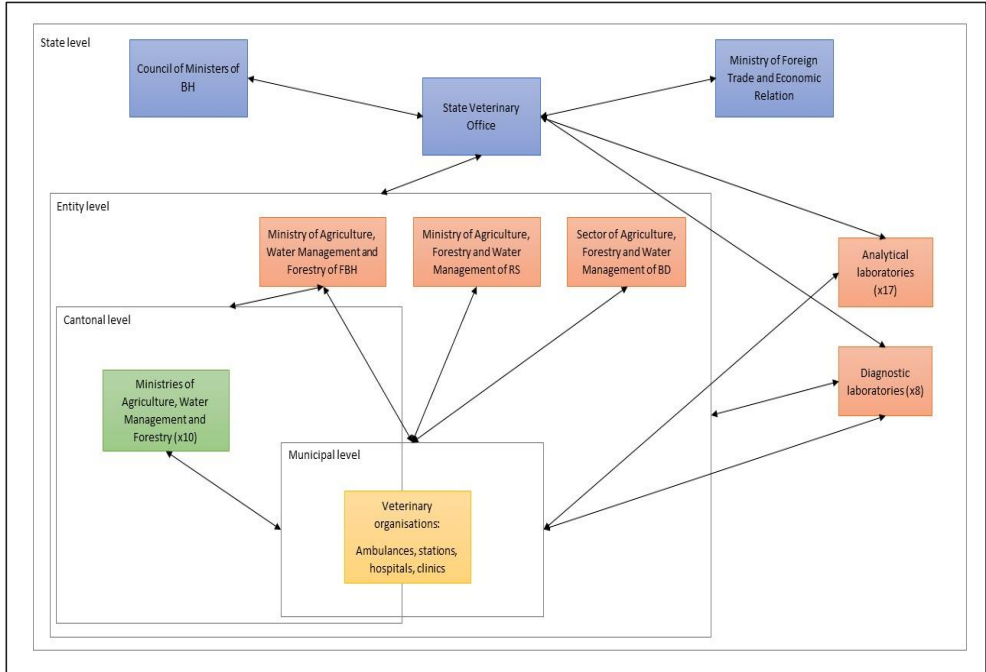 State level
Council of Ministers of
BH
Ministry of Foreign
Trade and Economic
Relation
State Veterinary
Office
Entity level
Ministry of Agriculture,
Water Management and
Forestry of FBH
Ministry of Agriculture,
Forestry and Water
Management of RS
Sector of Agriculture,
Forestry and Water
Management of BD
Analytical
laboratories
(x17)
Cantonal level
Ministries of
Agriculture, Water
Management and
Forestry (x10)
Diagnostic
laboratories (x8)
Municipal level
Veterinary
organisations:
Ambulances, stations,
hospitals, clinics